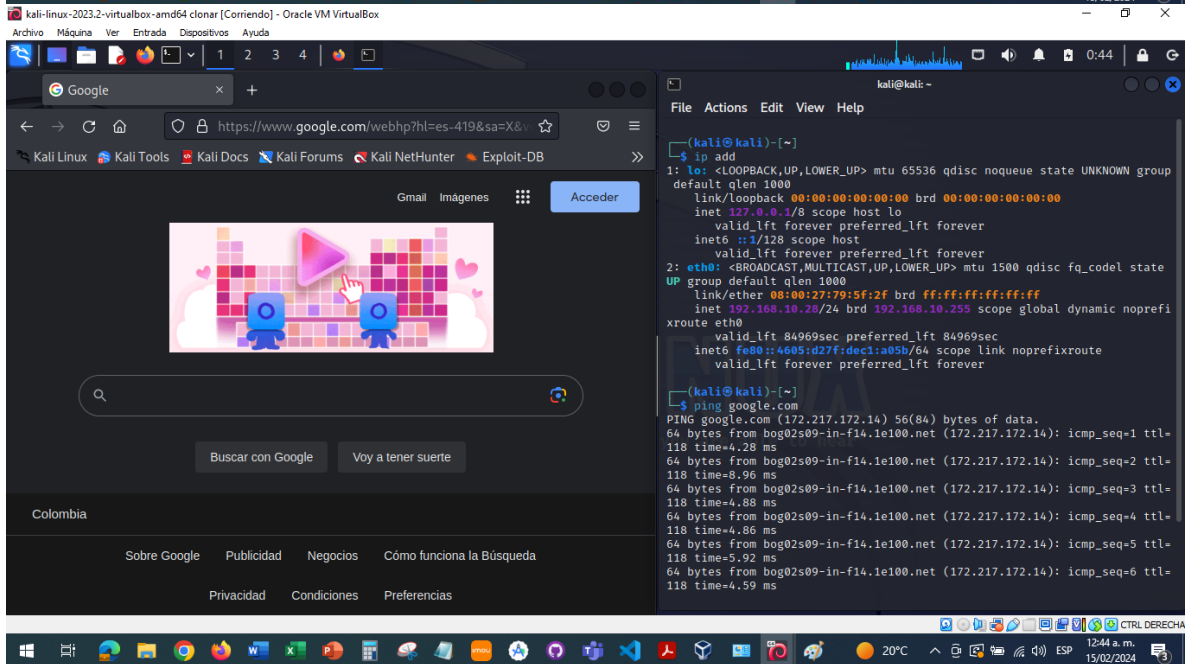 kali-linux-2023.2-virtualbox-amd64 clonar [Corriendo] - Oracle VM VirtualBox
Archivo Máquina Ver Entrada Dispositivos Ayuda
1 2 3 4
0:44
Google
https://www.google.com/webhp?hl=es-419&sa=X&v
Kali Linux Kali Tools Kali Docs Kali Forums Kali NetHunter Exploit-DB
Gmail Imágenes Acceder
Buscar con Google Voy a tener suerte
Colombia
Sobre Google Publicidad Negocios Cómo funciona la Búsqueda
Privacidad Condiciones Preferencias
kali@kali: ~
File Actions Edit View Help
(kali㉿kali)-[~]
$ ip add
1: lo: <LOOPBACK,UP,LOWER_UP> mtu 65536 qdisc noqueue state UNKNOWN group
default qlen 1000
link/loopback 00:00:00:00:00:00 brd 00:00:00:00:00:00
inet 127.0.0.1/8 scope host lo
valid_lft forever preferred_lft forever
inet6 ::1/128 scope host
valid_lft forever preferred_lft forever
2: eth0: <BROADCAST,MULTICAST,UP,LOWER_UP> mtu 1500 qdisc fq_codel state
UP group default qlen 1000
link/ether 08:00:27:79:5f:2f brd ff:ff:ff:ff:ff:ff
inet 192.168.10.28/24 brd 192.168.10.255 scope global dynamic noprefi
xroute eth0
valid_lft 84969sec preferred_lft 84969sec
inet6 fe80::4605:d27f:dec1:a05b/64 scope link noprefixroute
valid_lft forever preferred_lft forever
(kali㉿kali)-[~]
$ ping google.com
PING google.com (172.217.172.14) 56(84) bytes of data.
64 bytes from bog02s09-in-f14.1e100.net (172.217.172.14): icmp_seq=1 ttl=
118 time=4.28 ms
64 bytes from bog02s09-in-f14.1e100.net (172.217.172.14): icmp_seq=2 ttl=
118 time=8.96 ms
64 bytes from bog02s09-in-f14.1e100.net (172.217.172.14): icmp_seq=3 ttl=
118 time=4.88 ms
64 bytes from bog02s09-in-f14.1e100.net (172.217.172.14): icmp_seq=4 ttl=
118 time=4.86 ms
64 bytes from bog02s09-in-f14.1e100.net (172.217.172.14): icmp_seq=5 ttl=
118 time=5.92 ms
64 bytes from bog02s09-in-f14.1e100.net (172.217.172.14): icmp_seq=6 ttl=
118 time=4.59 ms
CTRL DERECHA
20°C ESP 12:44 a. m.
15/02/2024